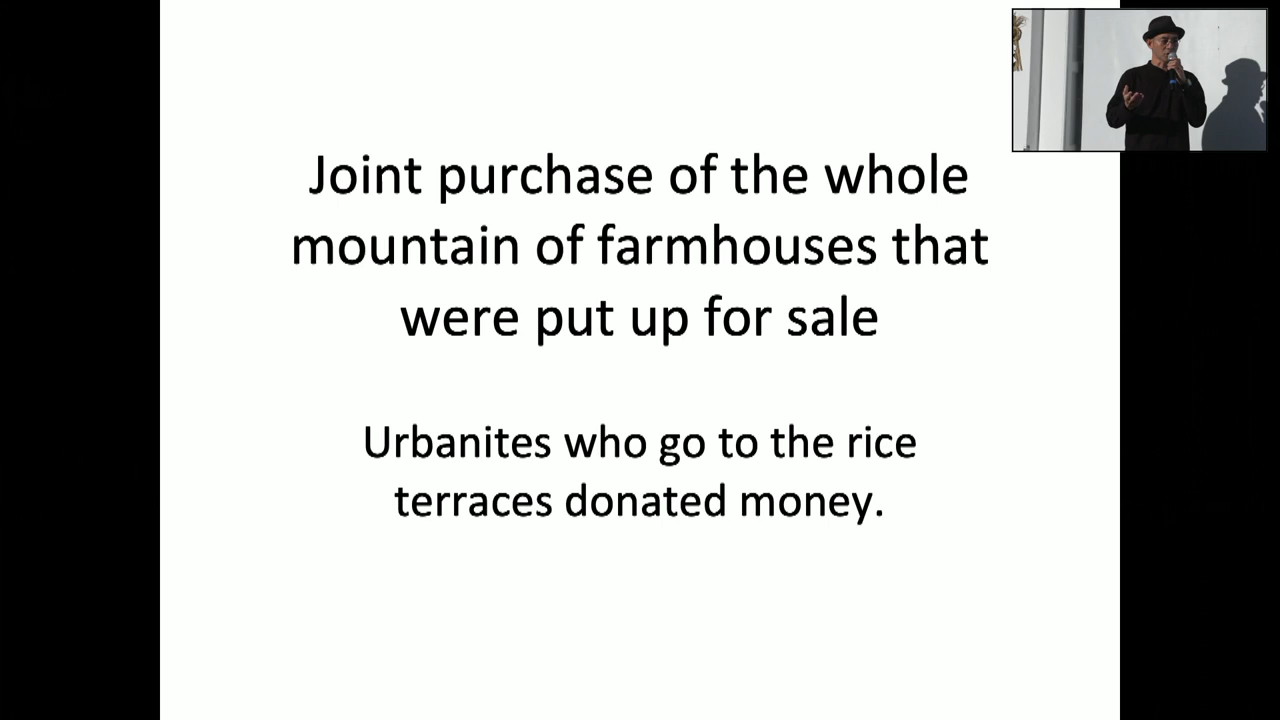 Joint purchase of the whole
mountain of farmhouses that
were put up for sale
Urbanites who go to the rice
terraces donated money.